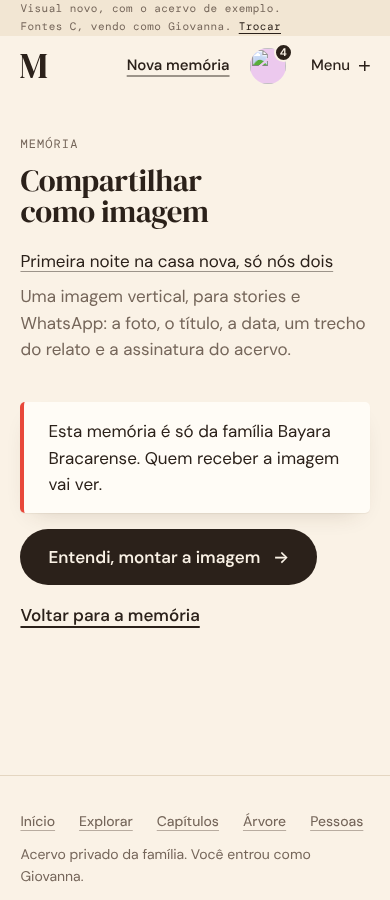 Visual novo, com o acervo de exemplo.
Fontes C, vendo como Giovanna. Trocar
M
Nova memória
4
Menu +
MEMÓRIA
Compartilhar
como imagem
Primeira noite na casa nova, só nós dois
Uma imagem vertical, para stories e
WhatsApp: a foto, o título, a data, um trecho
do relato e a assinatura do acervo.
Esta memória é só da família Bayara
Bracarense. Quem receber a imagem
vai ver.
Entendi, montar a imagem →
Voltar para a memória
Início Explorar Capítulos Árvore Pessoas
Acervo privado da família. Você entrou como
Giovanna.